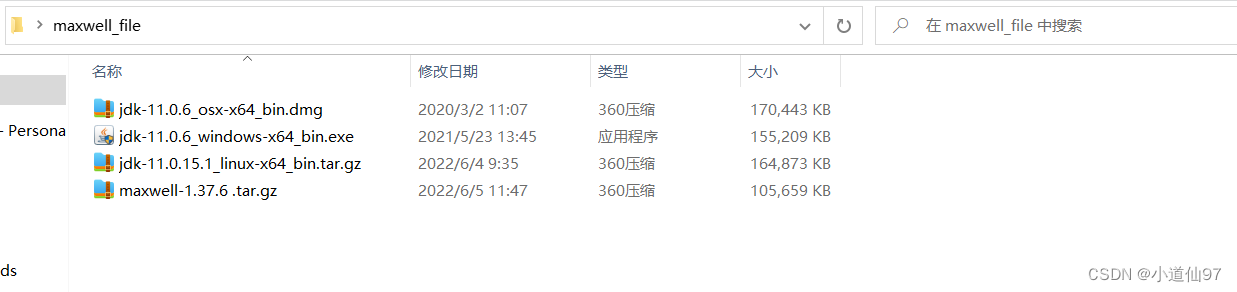 maxwell_file
在 maxwell_file 中搜索
名称 修改日期 类型 大小
jdk-11.0.6_osx-x64_bin.dmg 2020/3/2 11:07 360压缩 170,443 KB
- Persona
jdk-11.0.6_windows-x64_bin.exe 2021/5/23 13:45 应用程序 155,209 KB
jdk-11.0.15.1_linux-x64_bin.tar.gz 2022/6/4 9:35 360压缩 164,873 KB
maxwell-1.37.6 .tar.gz 2022/6/5 11:47 360压缩 105,659 KB
ds
CSDN @小道仙97